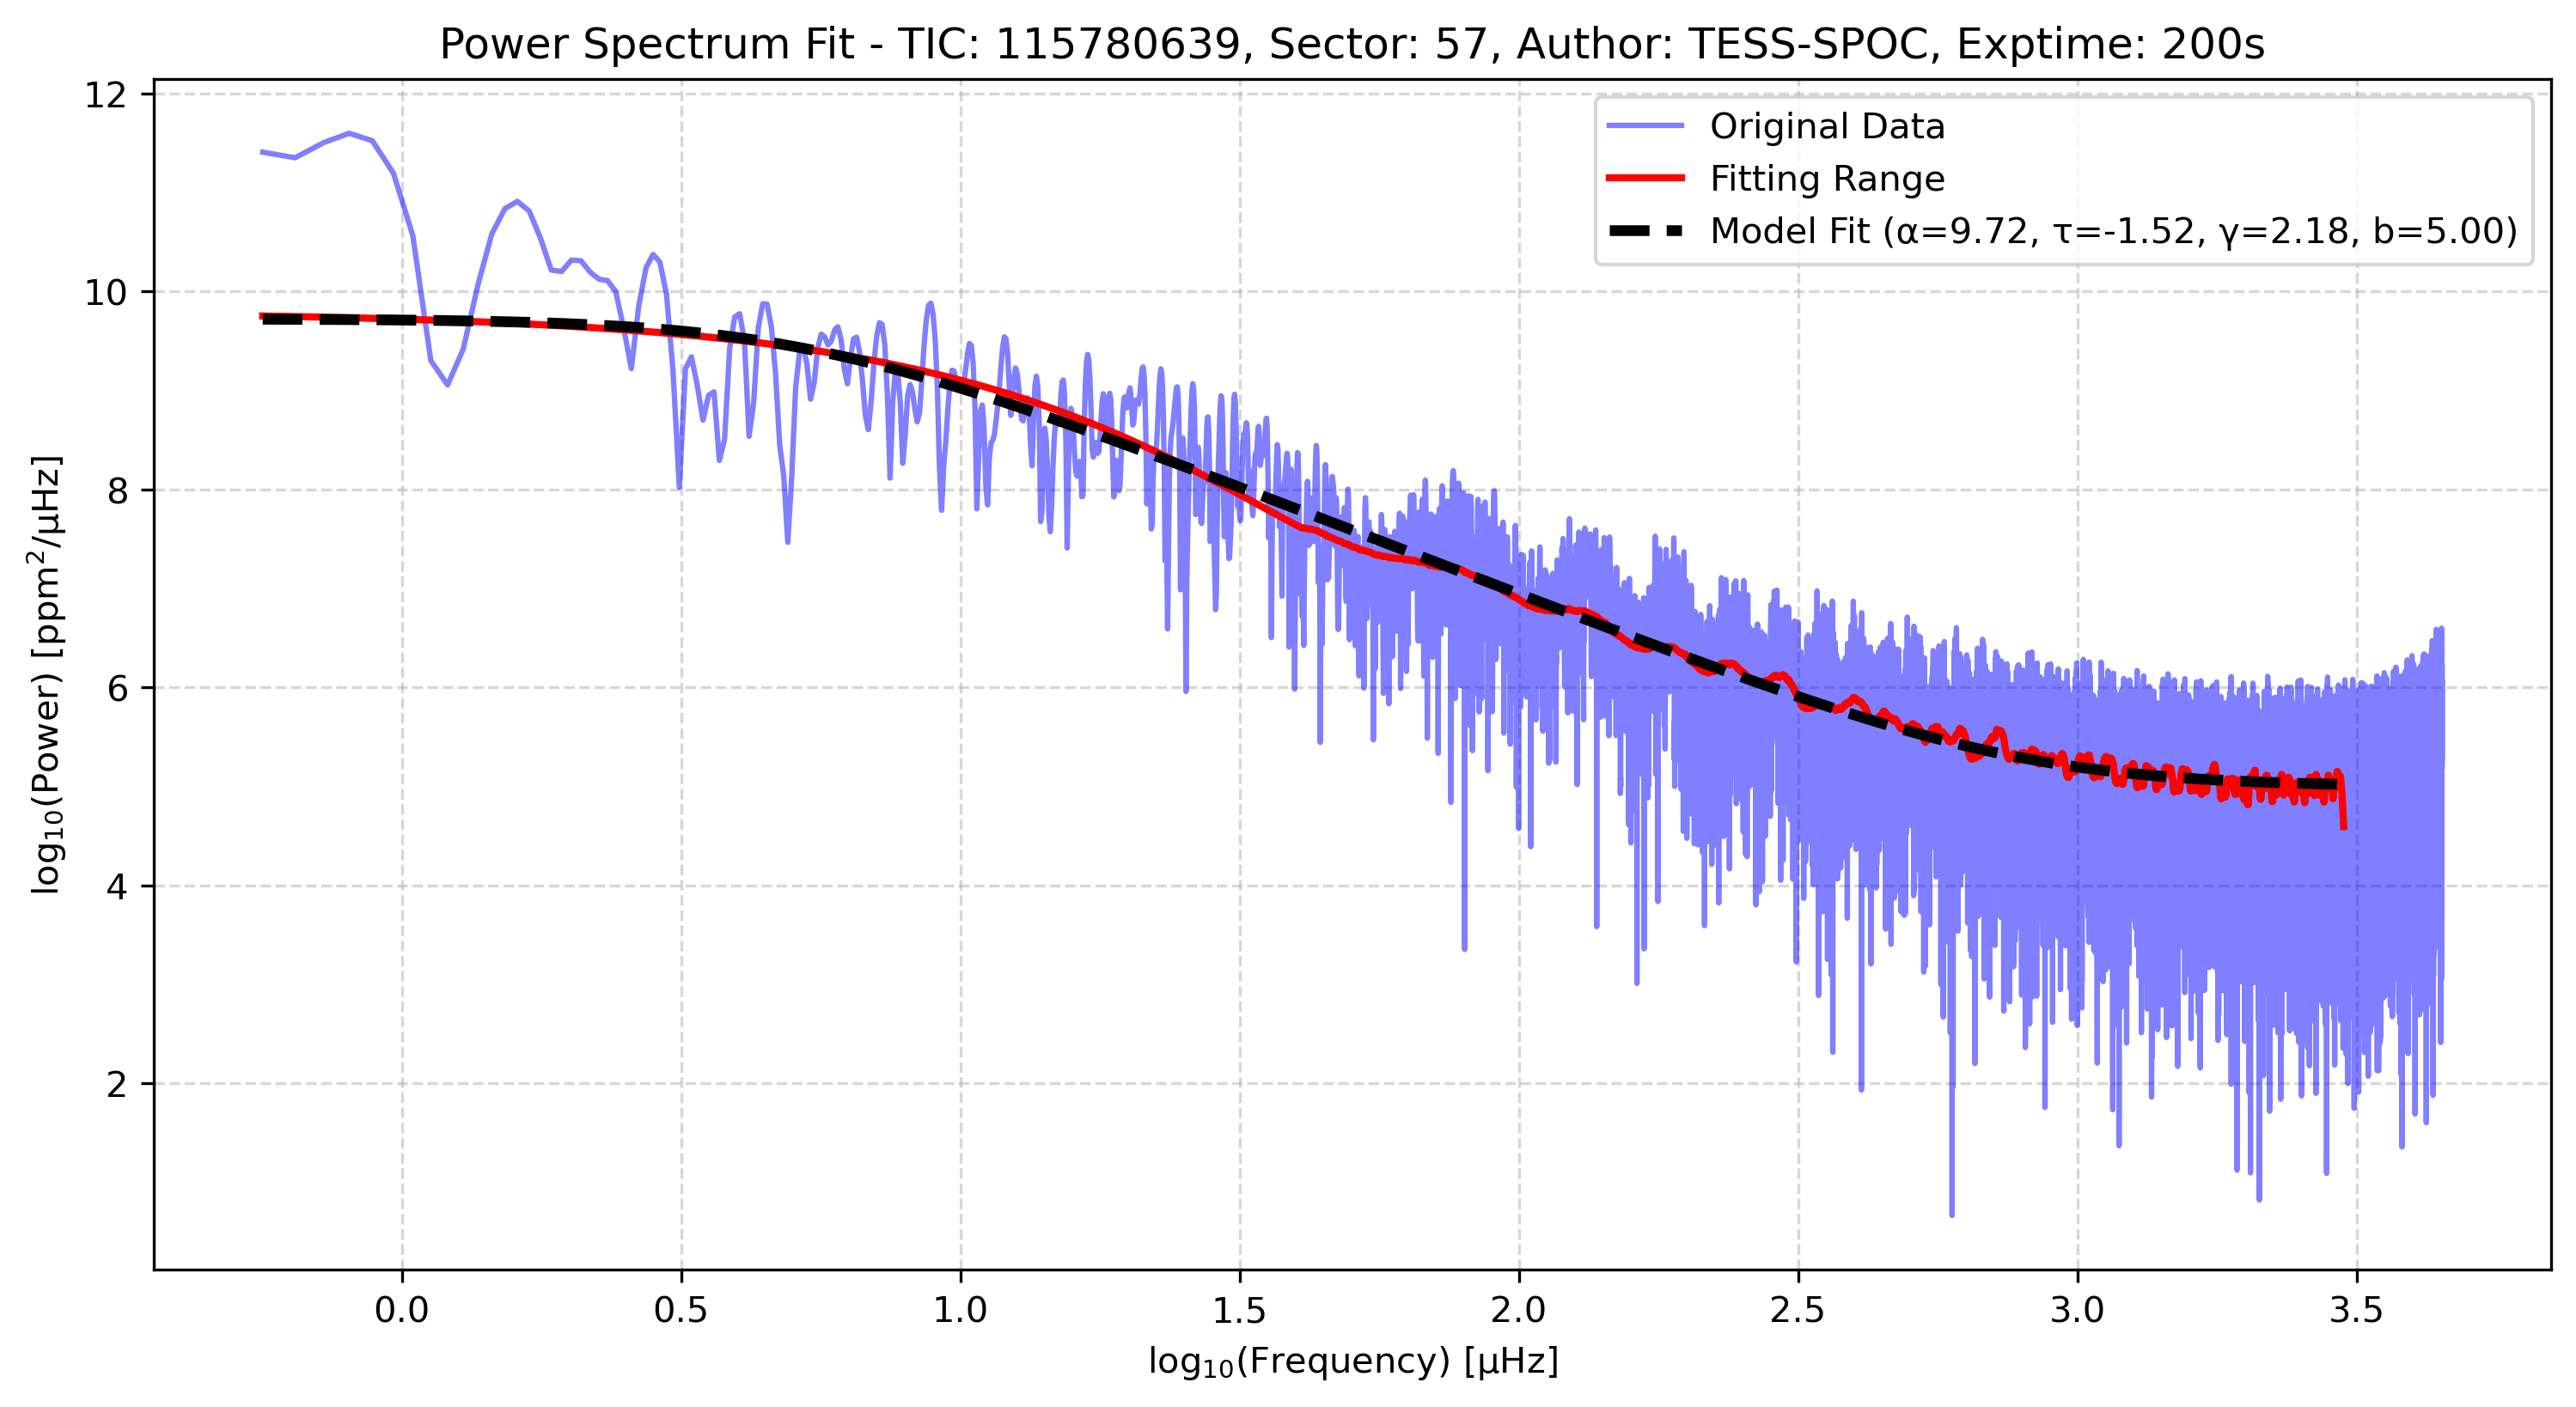 Power Spectrum Fit - TIC: 115780639, Sector: 57, Author: TESS-SPOC, Exptime: 200s
12
10
8
6
4
2
log₁₀(Power) [ppm²/μHz]
Original Data
Fitting Range
Model Fit (α=9.72, τ=-1.52, γ=2.18, b=5.00)
0.0 0.5 1.0 1.5 2.0 2.5 3.0 3.5
log₁₀(Frequency) [μHz]